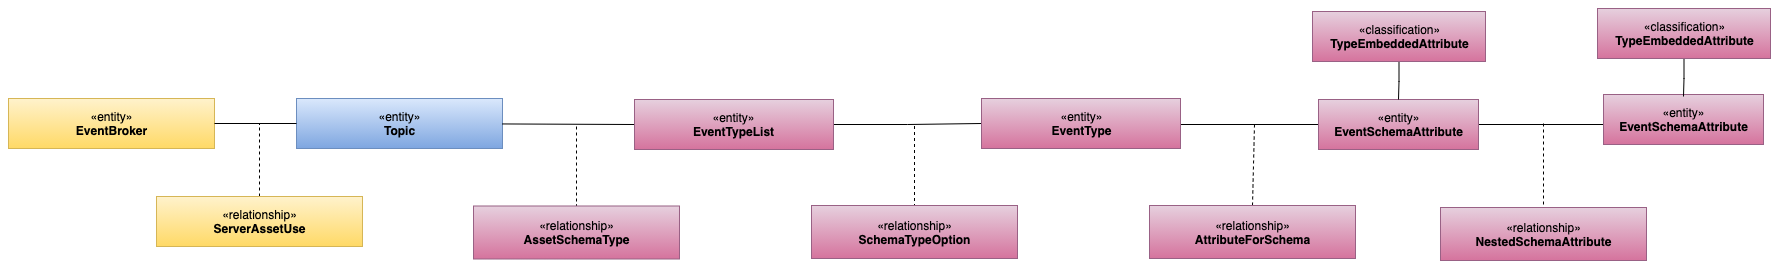 «classification»
TypeEmbeddedAttribute
«classification»
TypeEmbeddedAttribute
«entity»
EventBroker
«entity»
Topic
«entity»
EventTypeList
«entity»
EventType
«entity»
EventSchemaAttribute
«entity»
EventSchemaAttribute
«relationship»
ServerAssetUse
«relationship»
AssetSchemaType
«relationship»
SchemaTypeOption
«relationship»
AttributeForSchema
«relationship»
NestedSchemaAttribute